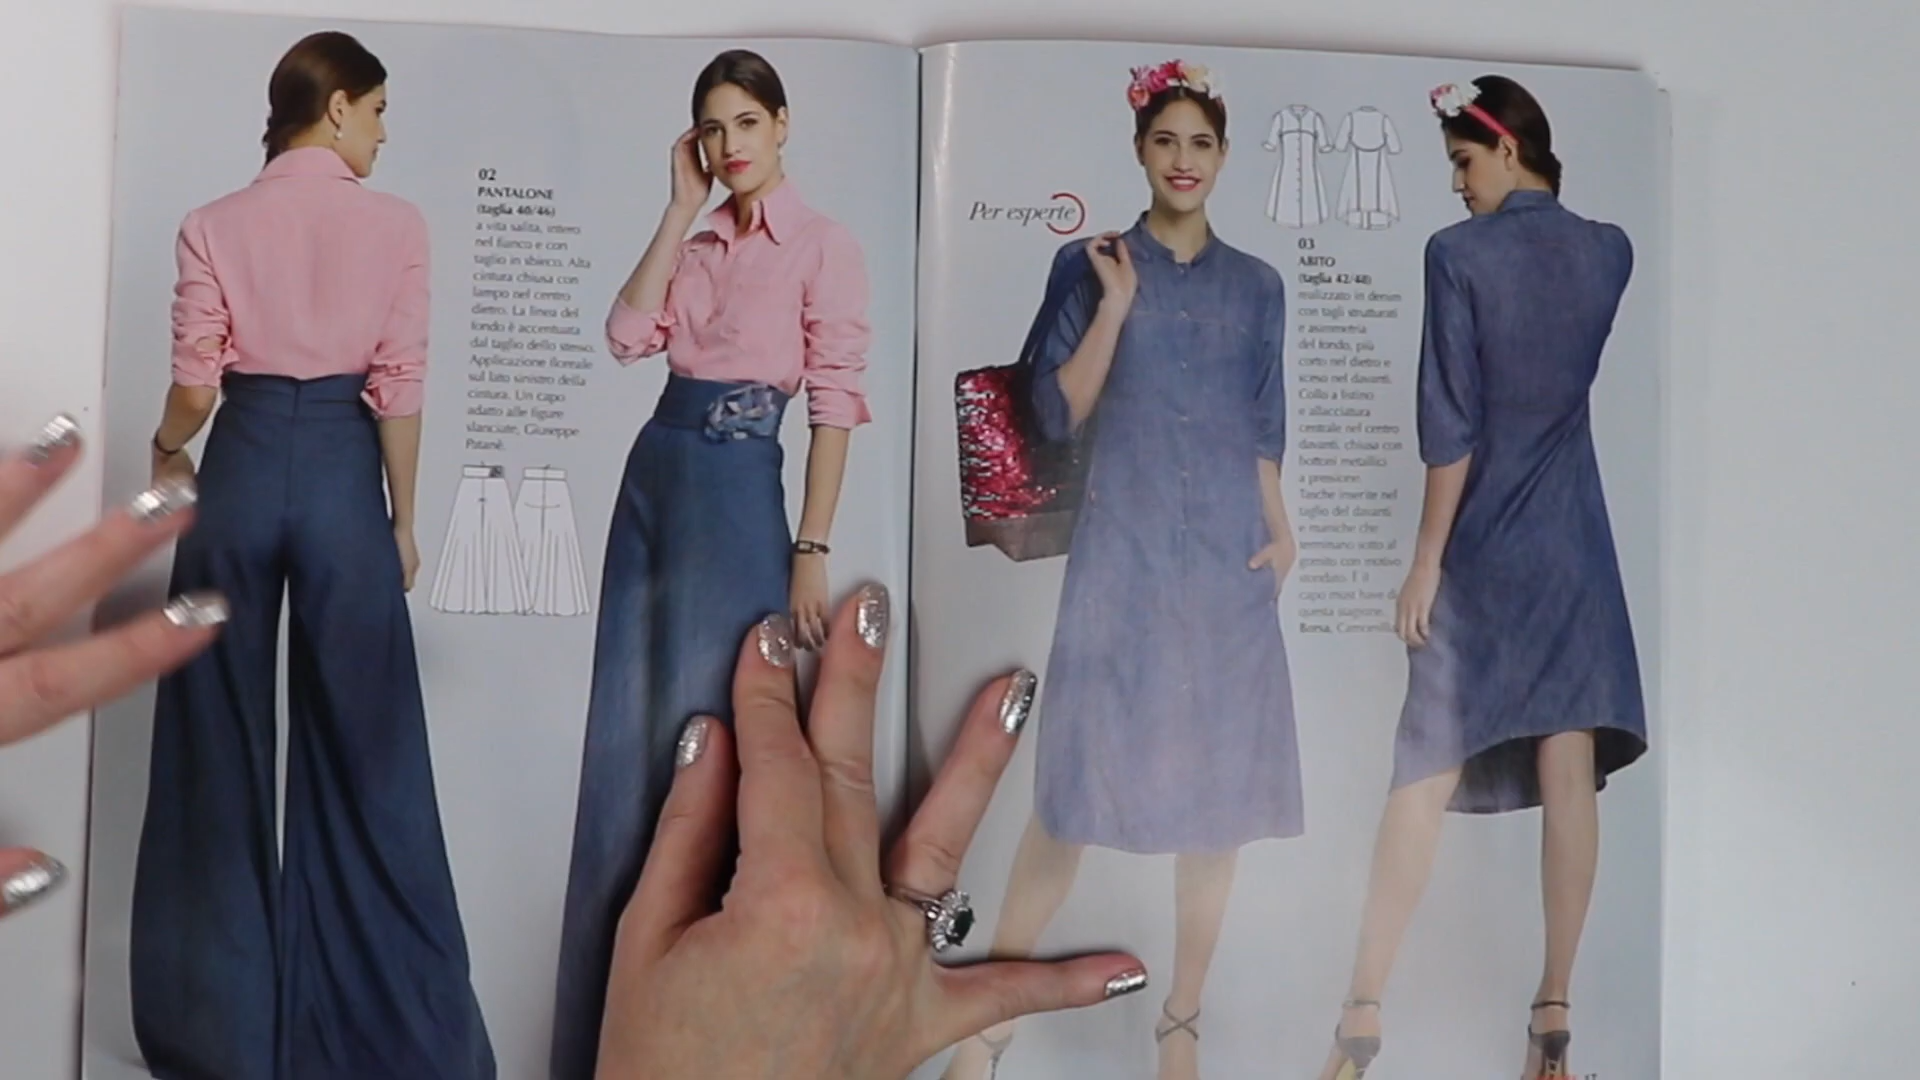 02
PANTALONE
(taglia 40/46)
a vita salita, intero
nel fianco e con
taglio in sbieco. Alta
cintura chiusa con
lampo nel centro
dietro. La linea del
fondo è accentuata
dal taglio dello stesso.
Applicazione floreale
sul lato sinistro della
cintura. Un capo
adatto alle figure
slanciate, Giuseppe
Patanè.
Per esperte
03
ABITO
(taglia 42/48)
realizzato in denim
con tagli strutturati
e asimmetria
del fondo, più
corto nel dietro e
sceso nel davanti.
Collo a listino
e allacciatura
centrale nel centro
davanti, chiusa con
bottoni metallici
a pressione.
Tasche inserite nel
taglio del davanti
e maniche che
terminano sotto al
gomito con motivo
stondato. È il
capo must have di
questa stagione.
Borsa, Camomilla
17